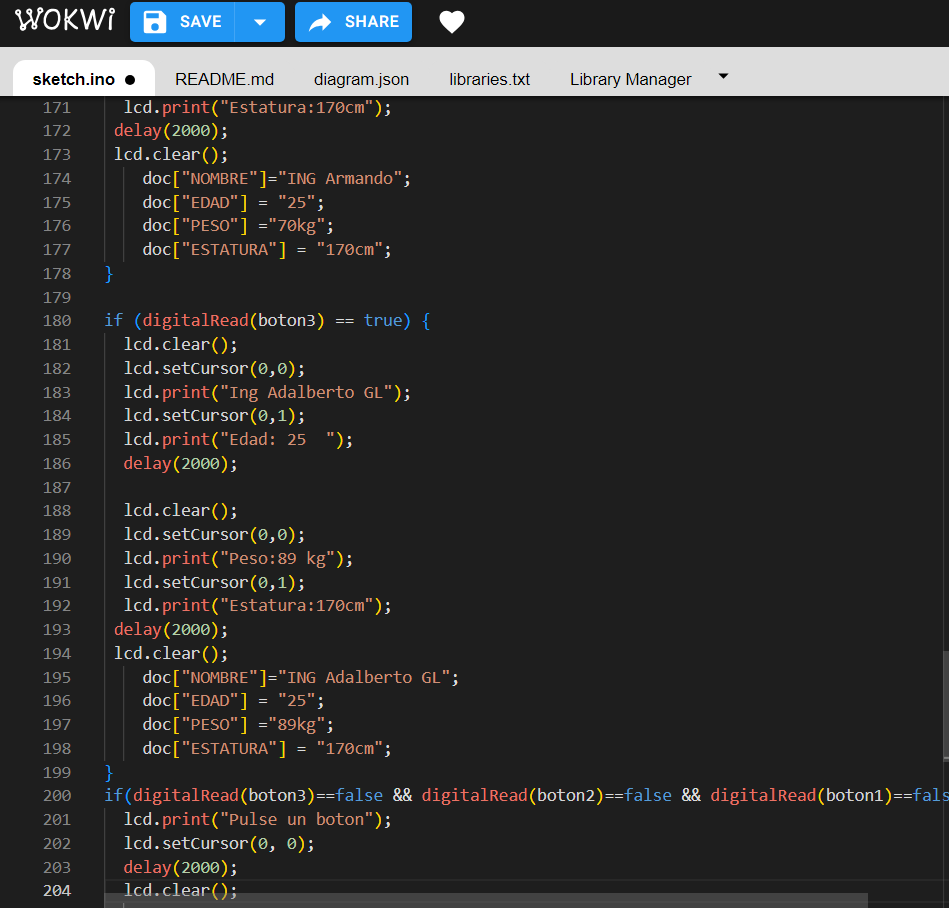 WOKWi SAVE SHARE
sketch.ino README.md diagram.json libraries.txt Library Manager
171 lcd.print("Estatura:170cm");
172 delay(2000);
173 lcd.clear();
174 doc["NOMBRE"]="ING Armando";
175 doc["EDAD"] = "25";
176 doc["PESO"] ="70kg";
177 doc["ESTATURA"] = "170cm";
178 }
179
180 if (digitalRead(boton3) == true) {
181 lcd.clear();
182 lcd.setCursor(0,0);
183 lcd.print("Ing Adalberto GL");
184 lcd.setCursor(0,1);
185 lcd.print("Edad: 25  ");
186 delay(2000);
187
188 lcd.clear();
189 lcd.setCursor(0,0);
190 lcd.print("Peso:89 kg");
191 lcd.setCursor(0,1);
192 lcd.print("Estatura:170cm");
193 delay(2000);
194 lcd.clear();
195 doc["NOMBRE"]="ING Adalberto GL";
196 doc["EDAD"] = "25";
197 doc["PESO"] ="89kg";
198 doc["ESTATURA"] = "170cm";
199 }
200 if(digitalRead(boton3)==false && digitalRead(boton2)==false && digitalRead(boton1)==fals
201 lcd.print("Pulse un boton");
202 lcd.setCursor(0, 0);
203 delay(2000);
204 lcd.clear();